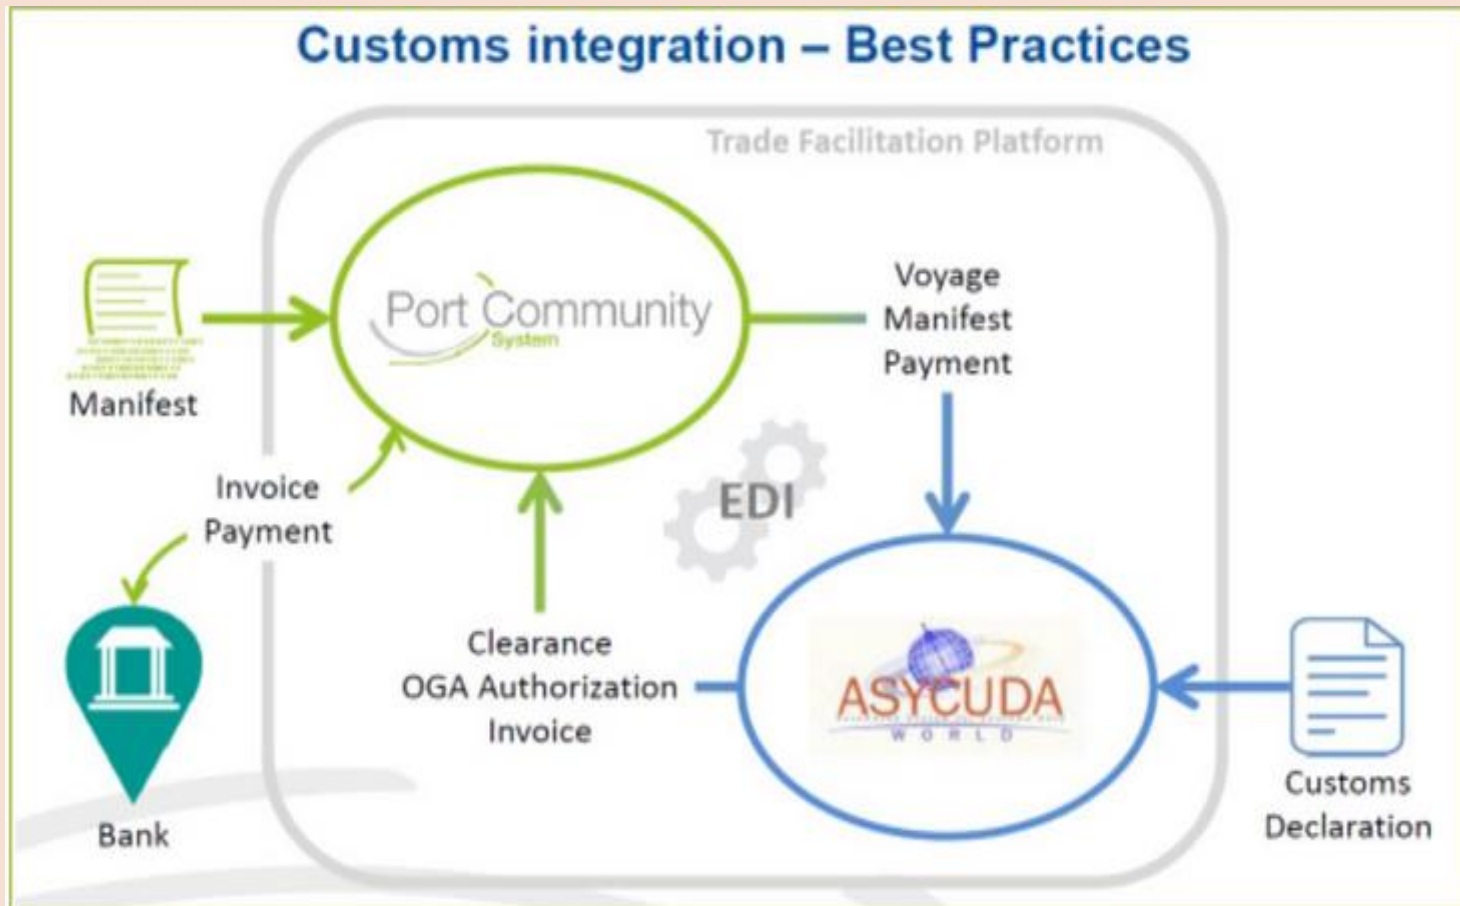 Customs integration – Best Practices
Trade Facilitation Platform
Port Community
System
Manifest
Voyage
Manifest
Payment
Invoice
Payment
EDI
Clearance
OGA Authorization
Invoice
ASYCUDA
WORLD
Bank
Customs
Declaration